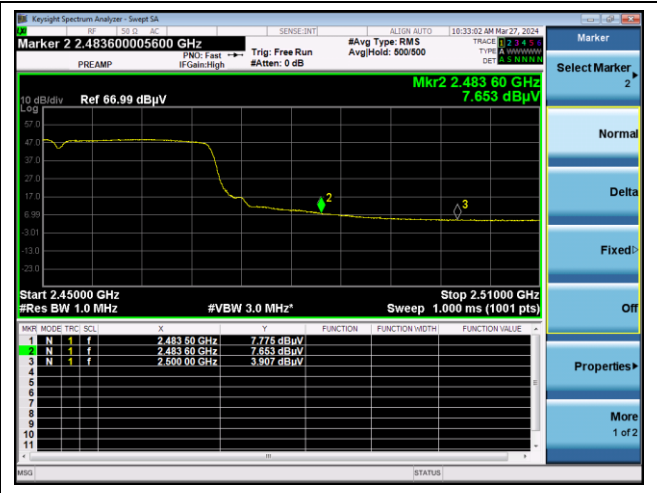 Keysight Spectrum Analyzer - Swept SA
RF 50 Ω AC SENSE:INT ALIGN AUTO 10:33:02 AM Mar 27, 2024
Marker 2 2.483600005600 GHz
PREAMP
PNO: Fast
IFGain:High
Trig: Free Run
#Atten: 0 dB
#Avg Type: RMS
Avg|Hold: 500/500
TRACE 1 2 3 4 5 6
TYPE A WWWWW
DET A S N N N N
Mkr2 2.483 60 GHz
7.653 dBµV
10 dB/div Ref 66.99 dBµV
Log
57.0
47.0
37.0
27.0
17.0
6.99
-3.01
-13.0
-23.0
2
3
Start 2.45000 GHz Stop 2.51000 GHz
#Res BW 1.0 MHz #VBW 3.0 MHz* Sweep 1.000 ms (1001 pts)
MKR MODE TRC SCL X Y FUNCTION FUNCTION WIDTH FUNCTION VALUE
1 N 1 f 2.483 50 GHz 7.775 dBµV
2 N 1 f 2.483 60 GHz 7.653 dBµV
3 N 1 f 2.500 00 GHz 3.907 dBµV
4
5
6
7
8
9
10
11
MSG STATUS
Marker
Select Marker
2
Normal
Delta
Fixed
Off
Properties
More
1 of 2